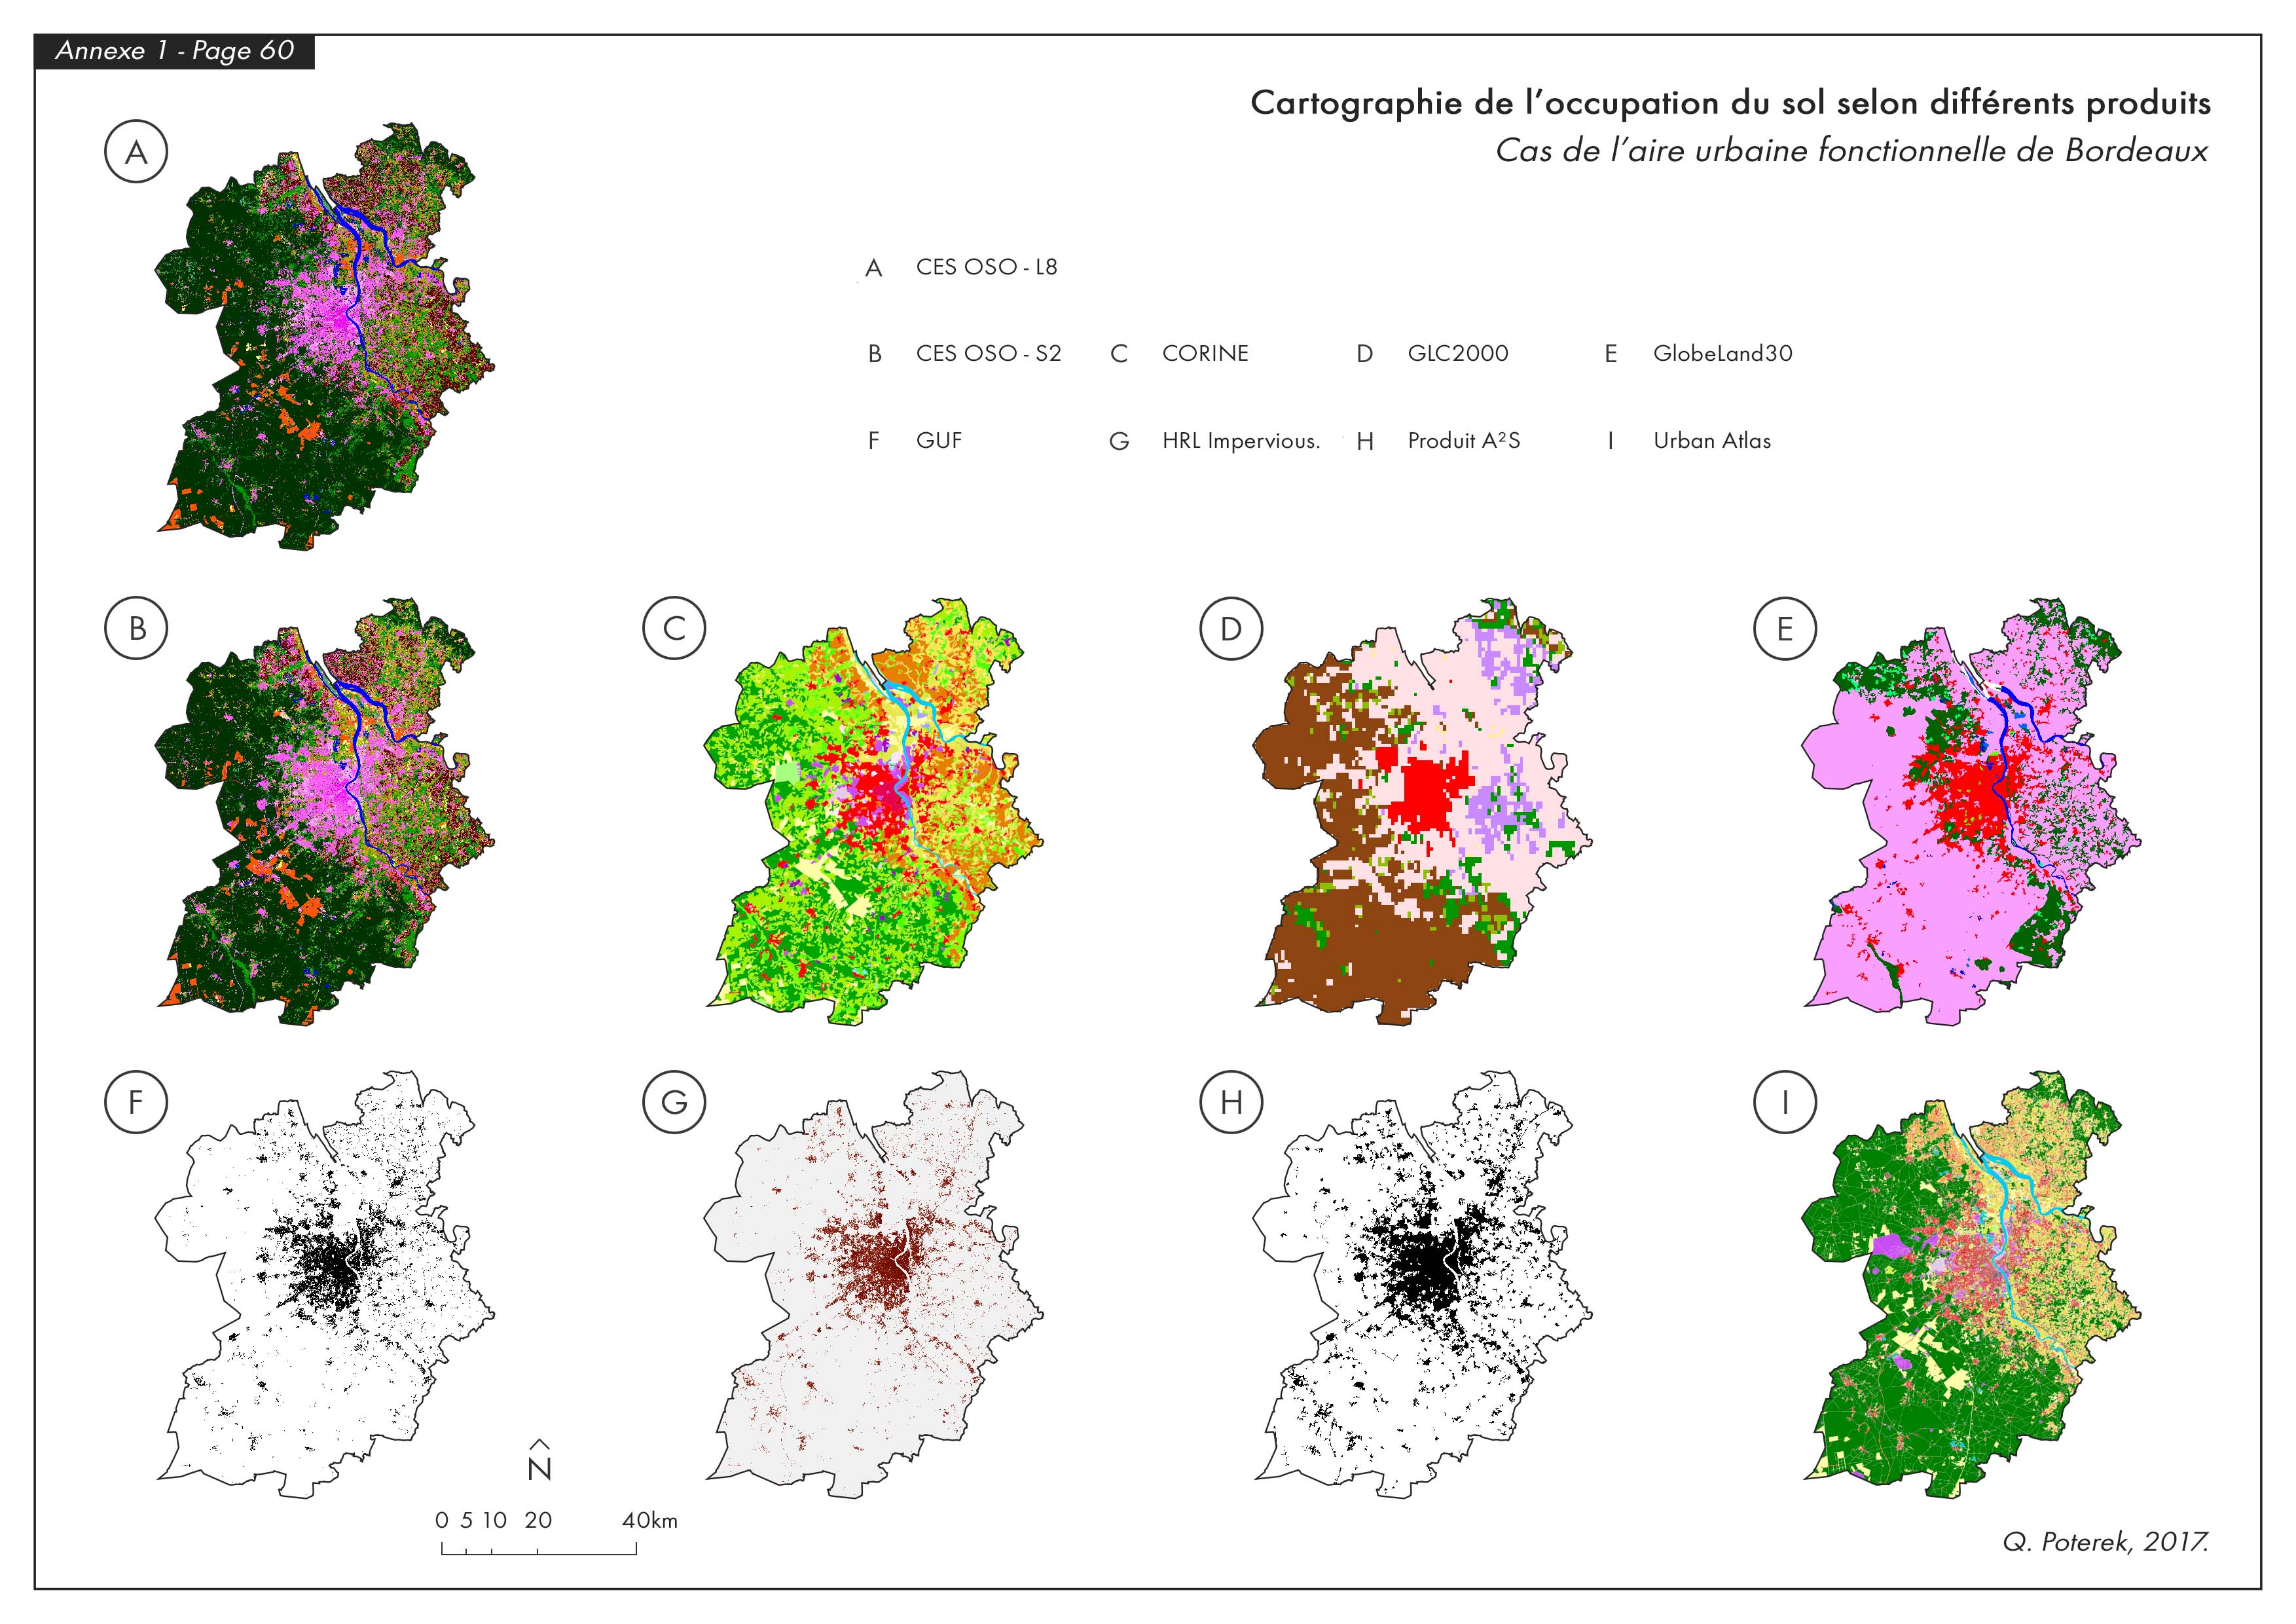 Annexe 1 - Page 60
Cartographie de l'occupation du sol selon différents produits
Cas de l'aire urbaine fonctionnelle de Bordeaux
A
A CES OSO - L8
B CES OSO - S2 C CORINE D GLC2000 E GlobeLand30
F GUF G HRL Impervious. H Produit A²S I Urban Atlas
B C D E
F G H I
N
0 5 10 20 40km
Q. Poterek, 2017.